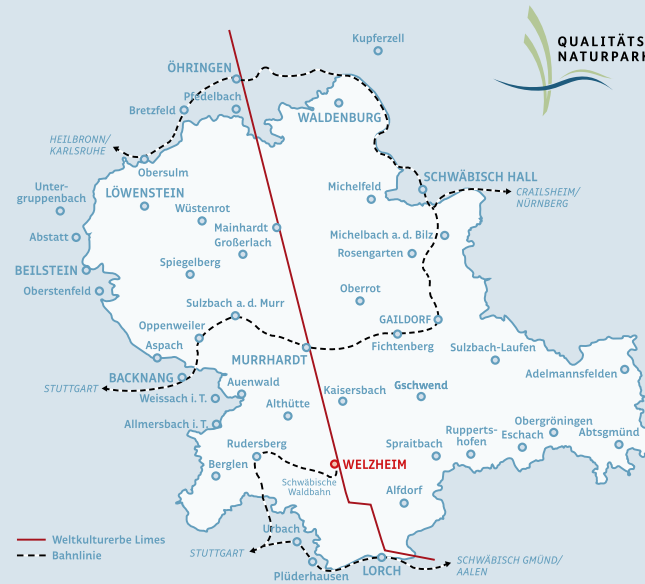 Kupferzell
QUALITÄTS
NATURPARK
ÖHRINGEN
Pfedelbach
Bretzfeld
WALDENBURG
HEILBRONN/
KARLSRUHE
Obersulm
SCHWÄBISCH HALL
Unter-
gruppenbach
LÖWENSTEIN
Michelfeld
CRAILSHEIM/
NÜRNBERG
Wüstenrot
Mainhardt
Abstatt
Großerlach
Michelbach a. d. Bilz
Rosengarten
BEILSTEIN
Spiegelberg
Oberstenfeld
Oberrot
Sulzbach a. d. Murr
GAILDORF
Oppenweiler
Fichtenberg
Aspach
MURRHARDT
Sulzbach-Laufen
BACKNANG
Adelmannsfelden
STUTTGART
Auenwald
Kaisersbach
Gschwend
Weissach i. T.
Althütte
Allmersbach i. T.
Obergröningen
Ruppertshofen
Eschach
Abtsgmünd
Rudersberg
Spraitbach
Berglen
WELZHEIM
Schwäbische
Waldbahn
Alfdorf
Urbach
Weltkulturerbe Limes
Bahnlinie
STUTTGART
Plüderhausen
LORCH
SCHWÄBISCH GMÜND/
AALEN